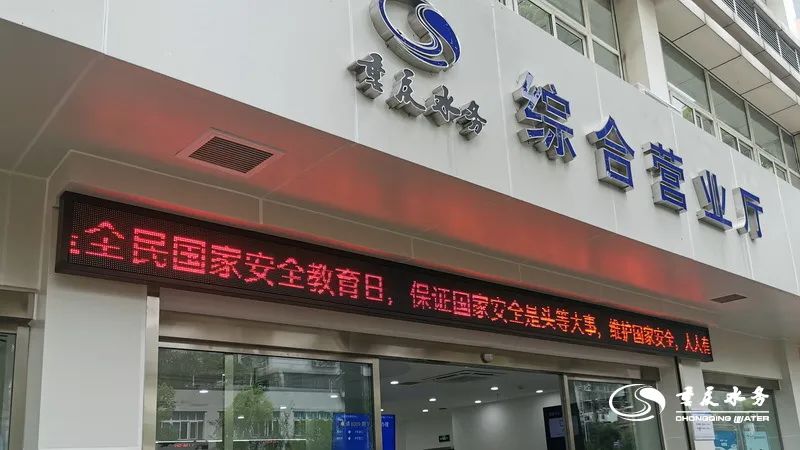 重庆水务
综合营业厅
全民国家安全教育日，保证国家安全是头等大事，维护国家安全，人人有
重庆水务
CHONGQING WATER